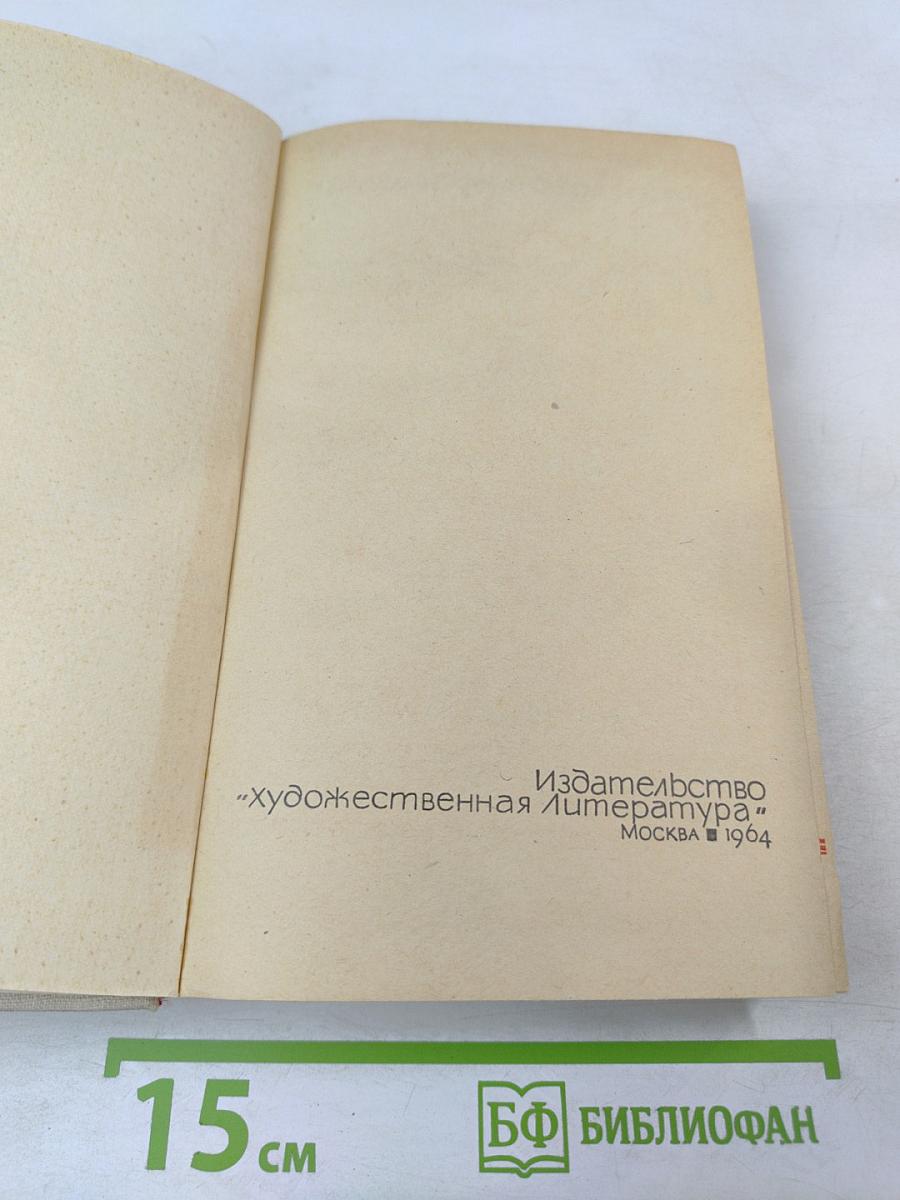 Издательство
"художественная Литература"
Москва ■ 1964
15 см
БФ БИБЛИОФАН